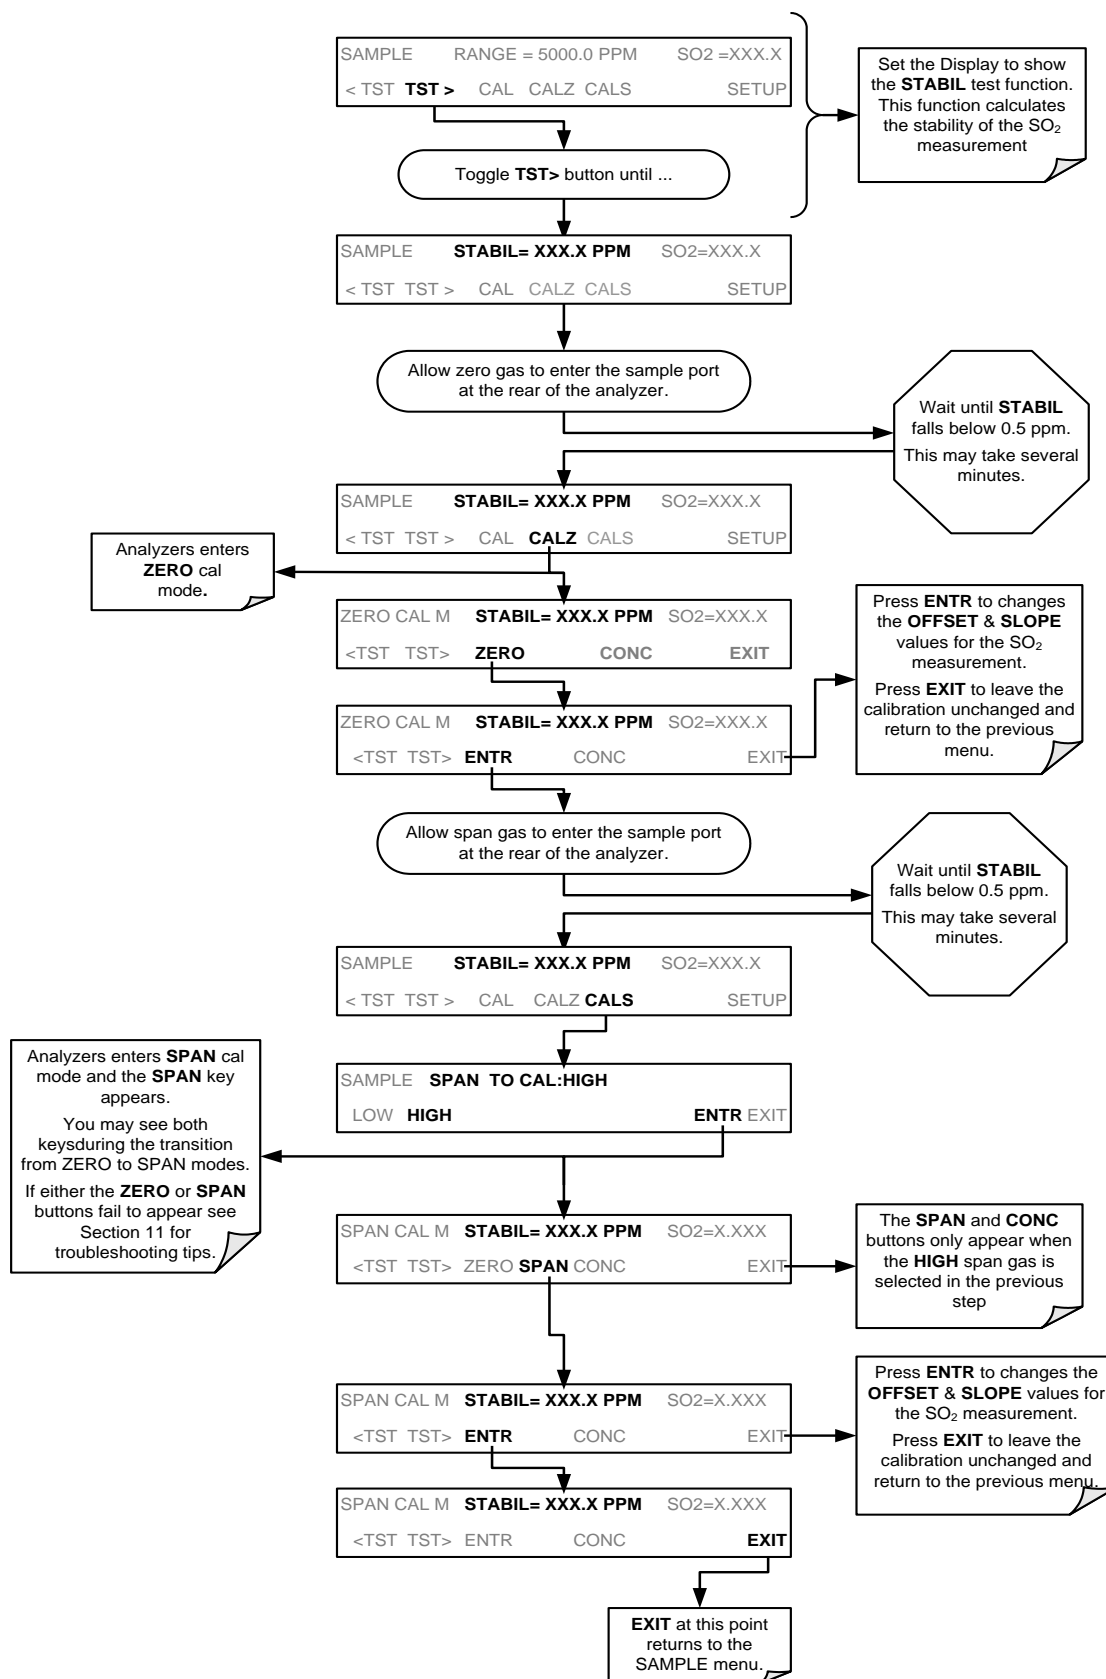 SAMPLE RANGE = 5000.0 PPM SO2 =XXX.X
< TST TST > CAL CALZ CALS SETUP
Set the Display to show
the STABIL test function.
This function calculates
the stability of the SO2
measurement
Toggle TST> button until ...
SAMPLE STABIL= XXX.X PPM SO2=XXX.X
< TST TST > CAL CALZ CALS SETUP
Allow zero gas to enter the sample port
at the rear of the analyzer.
Wait until STABIL
falls below 0.5 ppm.
This may take several
minutes.
SAMPLE STABIL= XXX.X PPM SO2=XXX.X
< TST TST > CAL CALZ CALS SETUP
Analyzers enters
ZERO cal
mode.
ZERO CAL M STABIL= XXX.X PPM SO2=XXX.X
<TST TST> ZERO CONC EXIT
ZERO CAL M STABIL= XXX.X PPM SO2=XXX.X
<TST TST> ENTR CONC EXIT
Press ENTR to changes
the OFFSET & SLOPE
values for the SO2
measurement.
Press EXIT to leave the
calibration unchanged and
return to the previous
menu.
Allow span gas to enter the sample port
at the rear of the analyzer.
Wait until STABIL
falls below 0.5 ppm.
This may take several
minutes.
SAMPLE STABIL= XXX.X PPM SO2=XXX.X
< TST TST > CAL CALZ CALS SETUP
SAMPLE SPAN TO CAL:HIGH
LOW HIGH ENTR EXIT
Analyzers enters SPAN cal
mode and the SPAN key
appears.
You may see both
keysduring the transition
from ZERO to SPAN modes.
If either the ZERO or SPAN
buttons fail to appear see
Section 11 for
troubleshooting tips.
SPAN CAL M STABIL= XXX.X PPM SO2=X.XXX
<TST TST> ZERO SPAN CONC EXIT
The SPAN and CONC
buttons only appear when
the HIGH span gas is
selected in the previous
step
SPAN CAL M STABIL= XXX.X PPM SO2=X.XXX
<TST TST> ENTR CONC EXIT
Press ENTR to changes the
OFFSET & SLOPE values for
the SO2 measurement.
Press EXIT to leave the
calibration unchanged and
return to the previous menu.
SPAN CAL M STABIL= XXX.X PPM SO2=X.XXX
<TST TST> ENTR CONC EXIT
EXIT at this point
returns to the
SAMPLE menu.